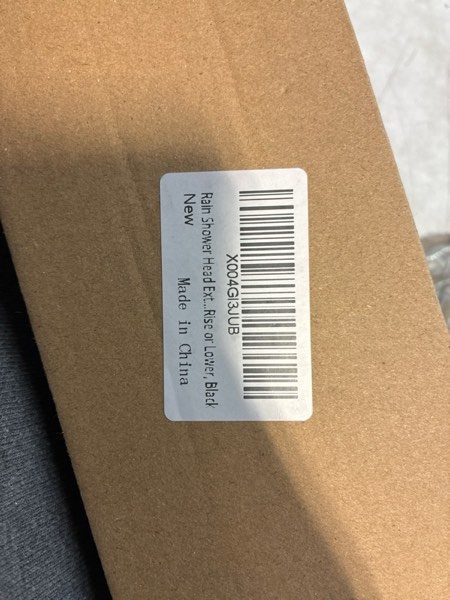 X004GI3JUB
Rain Shower Head Ext...Rise or Lower, Black
New
Made in China